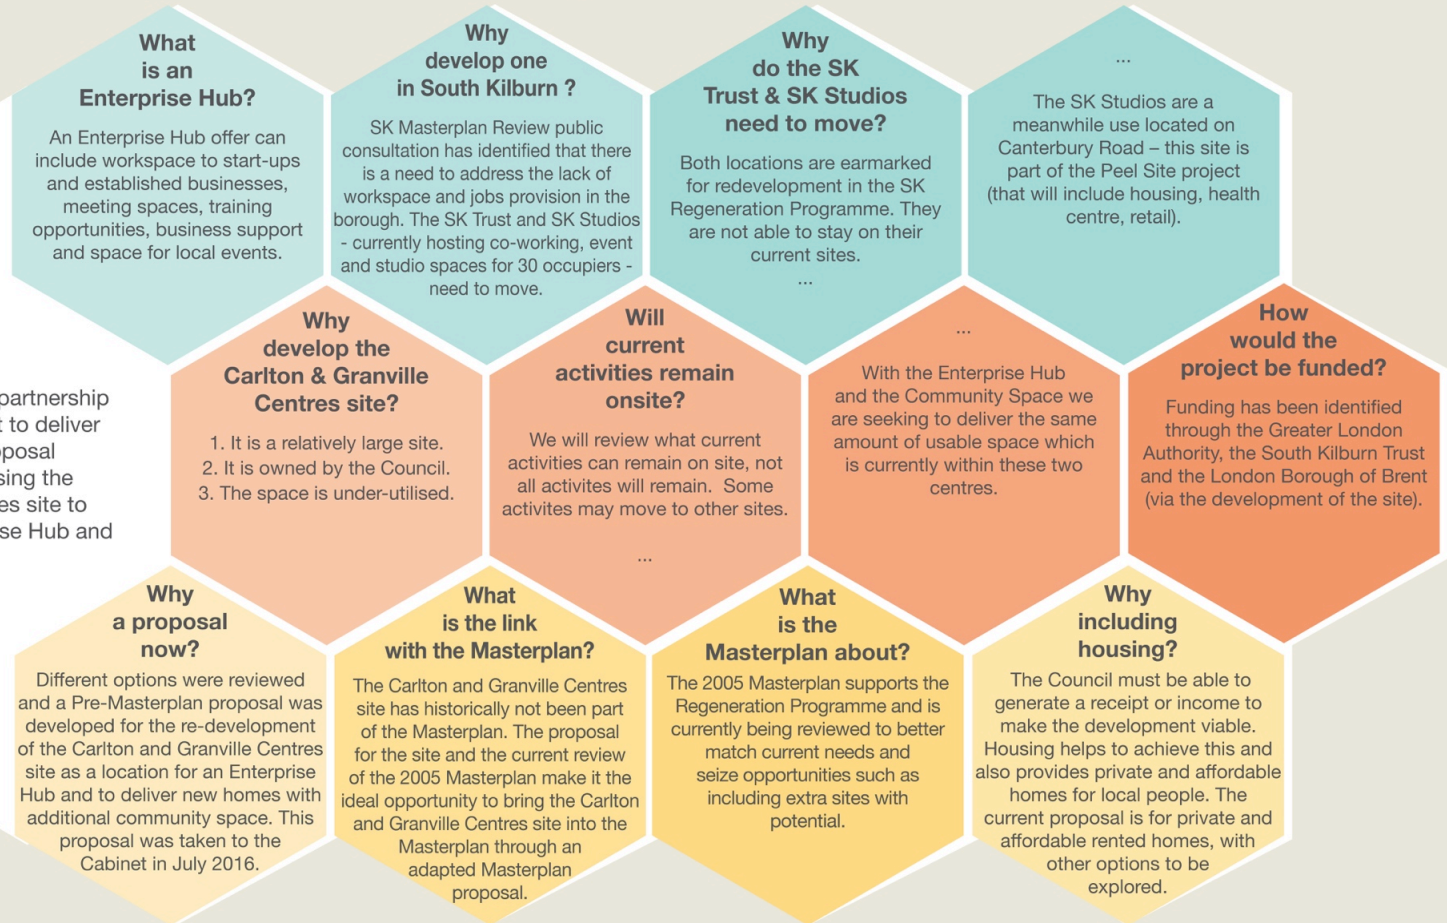 What
is an
Enterprise Hub?
An Enterprise Hub offer can
include workspace to start-ups
and established businesses,
meeting spaces, training
opportunities, business support
and space for local events.
Why
develop one
in South Kilburn ?
SK Masterplan Review public
consultation has identified that there
is a need to address the lack of
workspace and jobs provision in the
borough. The SK Trust and SK Studios
- currently hosting co-working, event
and studio spaces for 30 occupiers -
need to move.
Why
do the SK
Trust & SK Studios
need to move?
Both locations are earmarked
for redevelopment in the SK
Regeneration Programme. They
are not able to stay on their
current sites.
...
...
The SK Studios are a
meanwhile use located on
Canterbury Road – this site is
part of the Peel Site project
(that will include housing, health
centre, retail).
partnership
to deliver
sing the
es site to
se Hub and
Why
develop the
Carlton & Granville
Centres site?
1. It is a relatively large site.
2. It is owned by the Council.
3. The space is under-utilised.
Will
current
activities remain
onsite?
We will review what current
activities can remain on site, not
all activites will remain.  Some
activites may move to other sites.
...
...
With the Enterprise Hub
and the Community Space we
are seeking to deliver the same
amount of usable space which
is currently within these two
centres.
How
would the
project be funded?
Funding has been identified
through the Greater London
Authority, the South Kilburn Trust
and the London Borough of Brent
(via the development of the site).
Why
a proposal
now?
Different options were reviewed
and a Pre-Masterplan proposal was
developed for the re-development
of the Carlton and Granville Centres
site as a location for an Enterprise
Hub and to deliver new homes with
additional community space. This
proposal was taken to the
Cabinet in July 2016.
What
is the link
with the Masterplan?
The Carlton and Granville Centres
site has historically not been part
of the Masterplan. The proposal
for the site and the current review
of the 2005 Masterplan make it the
ideal opportunity to bring the Carlton
and Granville Centres site into the
Masterplan through an
adapted Masterplan
proposal.
What
is the
Masterplan about?
The 2005 Masterplan supports the
Regeneration Programme and is
currently being reviewed to better
match current needs and
seize opportunities such as
including extra sites with
potential.
Why
including
housing?
The Council must be able to
generate a receipt or income to
make the development viable.
Housing helps to achieve this and
also provides private and affordable
homes for local people. The
current proposal is for private and
affordable rented homes, with
other options to be
explored.